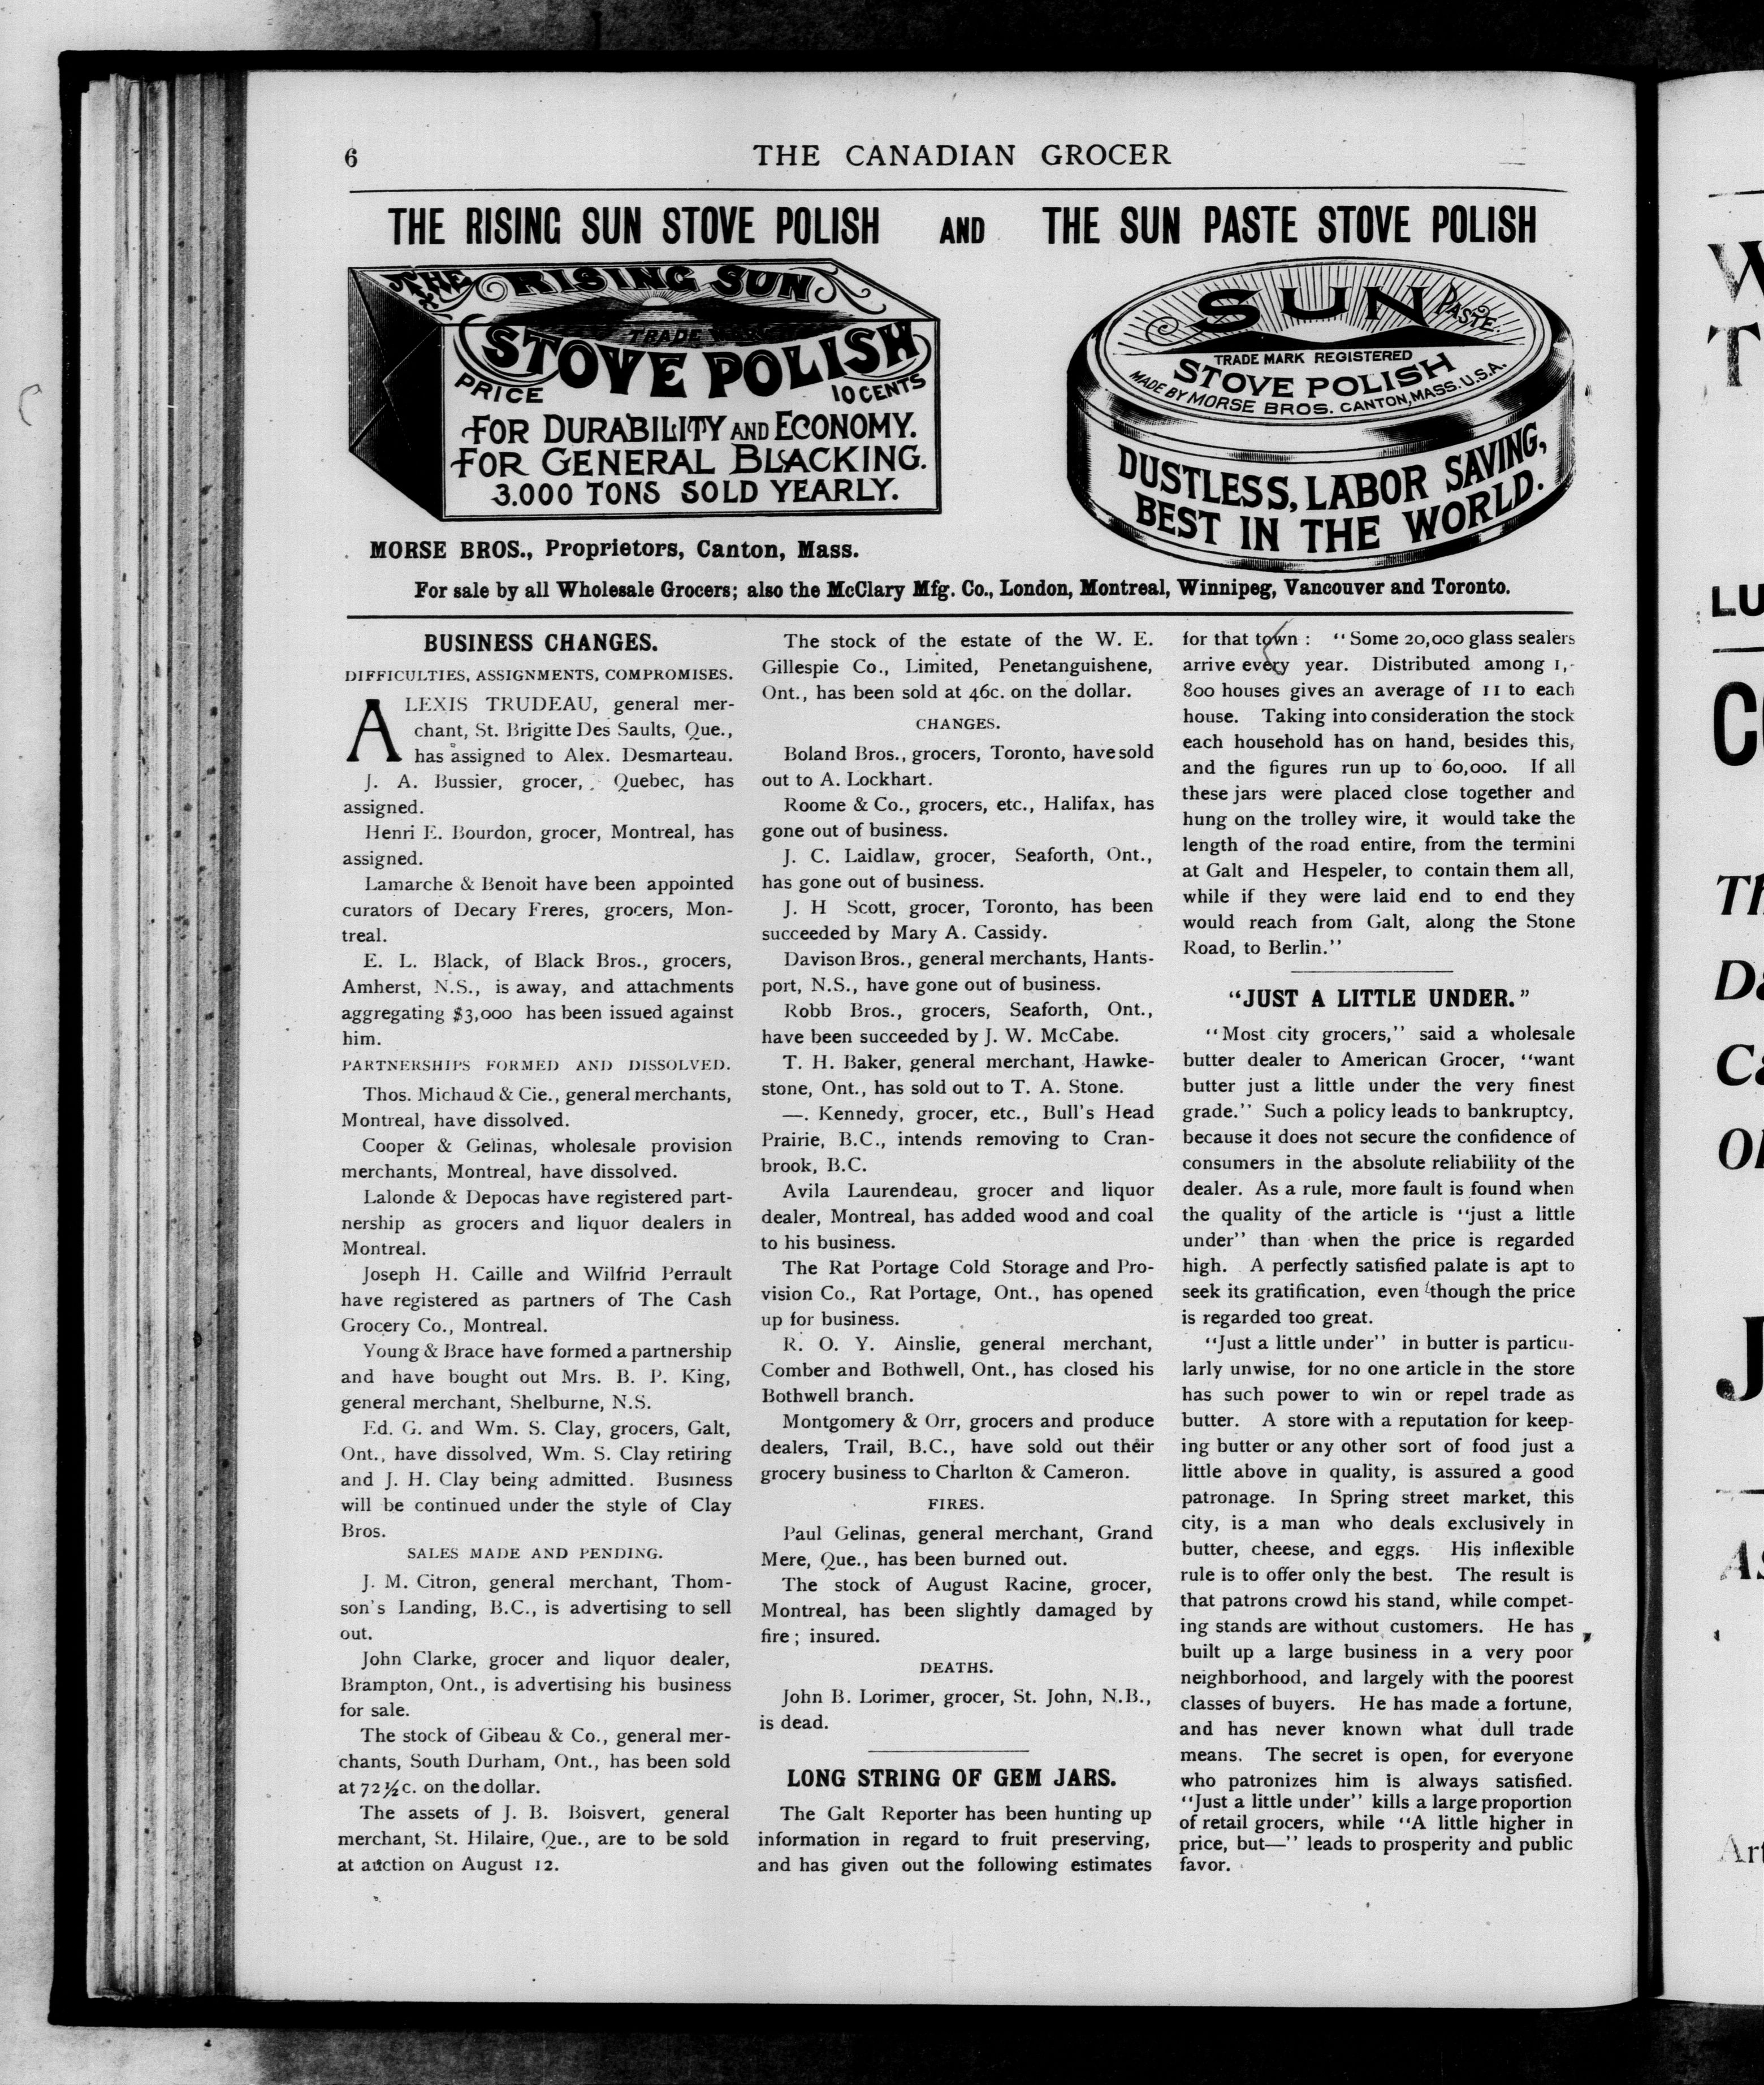 6
THE CANADIAN GROCER
THE RISING SUN STOVE POLISH AND THE SUN PASTE STOVE POLISH
THE RISING SUN
TRADE
STOVE POLISH
PRICE 10 CENTS
FOR DURABILITY AND ECONOMY.
FOR GENERAL BLACKING.
3.000 TONS SOLD YEARLY.
MORSE BROS., Proprietors, Canton, Mass.
SUN PASTE.
TRADE MARK REGISTERED
STOVE POLISH
MADE BY MORSE BROS. CANTON, MASS. U.S.A.
DUSTLESS, LABOR SAVING,
BEST IN THE WORLD.
For sale by all Wholesale Grocers; also the McClary Mfg. Co., London, Montreal, Winnipeg, Vancouver and Toronto.
BUSINESS CHANGES.
DIFFICULTIES, ASSIGNMENTS, COMPROMISES.
ALEXIS TRUDEAU, general mer-
chant, St. Brigitte Des Saults, Que.,
has assigned to Alex. Desmarteau.
J. A. Bussier, grocer, Quebec, has
assigned.
Henri E. Bourdon, grocer, Montreal, has
assigned.
Lamarche & Benoit have been appointed
curators of Decary Freres, grocers, Mon-
treal.
E. L. Black, of Black Bros., grocers,
Amherst, N.S., is away, and attachments
aggregating $3,000 has been issued against
him.
PARTNERSHIPS FORMED AND DISSOLVED.
Thos. Michaud & Cie., general merchants,
Montreal, have dissolved.
Cooper & Gelinas, wholesale provision
merchants, Montreal, have dissolved.
Lalonde & Depocas have registered part-
nership as grocers and liquor dealers in
Montreal.
Joseph H. Caille and Wilfrid Perrault
have registered as partners of The Cash
Grocery Co., Montreal.
Young & Brace have formed a partnership
and have bought out Mrs. B. P. King,
general merchant, Shelburne, N.S.
Ed. G. and Wm. S. Clay, grocers, Galt,
Ont., have dissolved, Wm. S. Clay retiring
and J. H. Clay being admitted. Business
will be continued under the style of Clay
Bros.
SALES MADE AND PENDING.
J. M. Citron, general merchant, Thom-
son's Landing, B.C., is advertising to sell
out.
John Clarke, grocer and liquor dealer,
Brampton, Ont., is advertising his business
for sale.
The stock of Gibeau & Co., general mer-
chants, South Durham, Ont., has been sold
at 72½c. on the dollar.
The assets of J. B. Boisvert, general
merchant, St. Hilaire, Que., are to be sold
at auction on August 12.
The stock of the estate of the W. E.
Gillespie Co., Limited, Penetanguishene,
Ont., has been sold at 46c. on the dollar.
CHANGES.
Boland Bros., grocers, Toronto, have sold
out to A. Lockhart.
Roome & Co., grocers, etc., Halifax, has
gone out of business.
J. C. Laidlaw, grocer, Seaforth, Ont.,
has gone out of business.
J. H Scott, grocer, Toronto, has been
succeeded by Mary A. Cassidy.
Davison Bros., general merchants, Hants-
port, N.S., have gone out of business.
Robb Bros., grocers, Seaforth, Ont.,
have been succeeded by J. W. McCabe.
T. H. Baker, general merchant, Hawke-
stone, Ont., has sold out to T. A. Stone.
—. Kennedy, grocer, etc., Bull's Head
Prairie, B.C., intends removing to Cran-
brook, B.C.
Avila Laurendeau, grocer and liquor
dealer, Montreal, has added wood and coal
to his business.
The Rat Portage Cold Storage and Pro-
vision Co., Rat Portage, Ont., has opened
up for business.
R. O. Y. Ainslie, general merchant,
Comber and Bothwell, Ont., has closed his
Bothwell branch.
Montgomery & Orr, grocers and produce
dealers, Trail, B.C., have sold out their
grocery business to Charlton & Cameron.
FIRES.
Paul Gelinas, general merchant, Grand
Mere, Que., has been burned out.
The stock of August Racine, grocer,
Montreal, has been slightly damaged by
fire; insured.
DEATHS.
John B. Lorimer, grocer, St. John, N.B.,
is dead.
LONG STRING OF GEM JARS.
The Galt Reporter has been hunting up
information in regard to fruit preserving,
and has given out the following estimates
for that town: "Some 20,000 glass sealers
arrive every year. Distributed among 1,-
800 houses gives an average of 11 to each
house. Taking into consideration the stock
each household has on hand, besides this,
and the figures run up to 60,000. If all
these jars were placed close together and
hung on the trolley wire, it would take the
length of the road entire, from the termini
at Galt and Hespeler, to contain them all,
while if they were laid end to end they
would reach from Galt, along the Stone
Road, to Berlin."
"JUST A LITTLE UNDER."
"Most city grocers," said a wholesale
butter dealer to American Grocer, "want
butter just a little under the very finest
grade." Such a policy leads to bankruptcy,
because it does not secure the confidence of
consumers in the absolute reliability of the
dealer. As a rule, more fault is found when
the quality of the article is "just a little
under" than when the price is regarded
high. A perfectly satisfied palate is apt to
seek its gratification, even though the price
is regarded too great.
"Just a little under" in butter is particu-
larly unwise, for no one article in the store
has such power to win or repel trade as
butter. A store with a reputation for keep-
ing butter or any other sort of food just a
little above in quality, is assured a good
patronage. In Spring street market, this
city, is a man who deals exclusively in
butter, cheese, and eggs. His inflexible
rule is to offer only the best. The result is
that patrons crowd his stand, while compet-
ing stands are without customers. He has
built up a large business in a very poor
neighborhood, and largely with the poorest
classes of buyers. He has made a fortune,
and has never known what dull trade
means. The secret is open, for everyone
who patronizes him is always satisfied.
"Just a little under" kills a large proportion
of retail grocers, while "A little higher in
price, but—" leads to prosperity and public
favor.